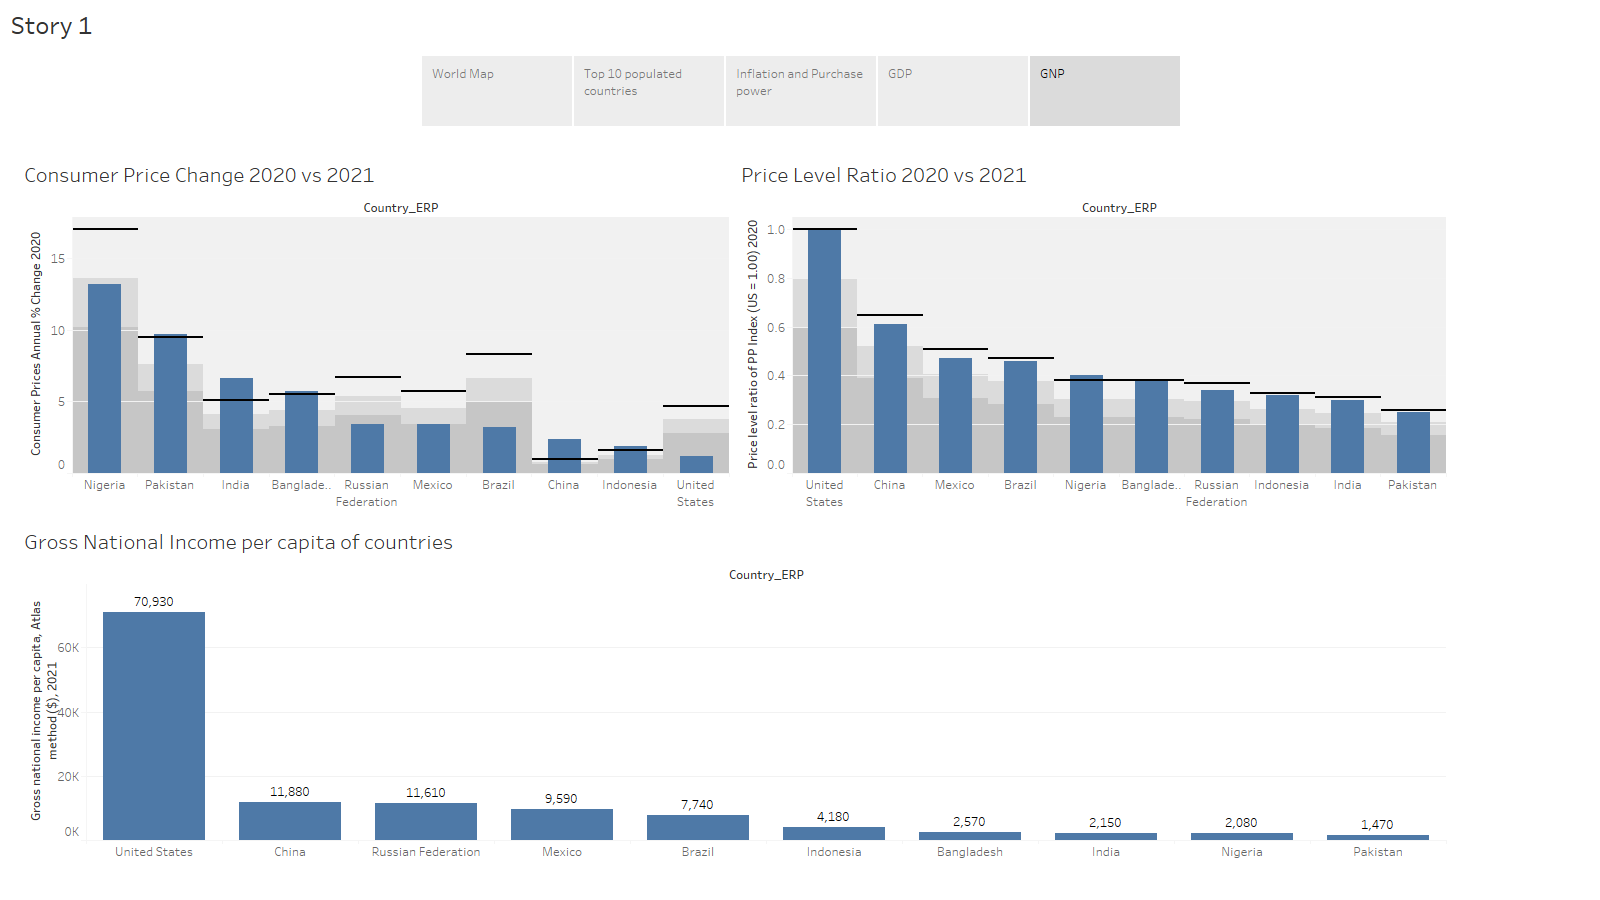 Story 1
World Map
Top 10 populated
countries
Inflation and Purchase
power
GDP
GNP
Consumer Price Change 2020 vs 2021
Country_ERP
Consumer Prices Annual % Change 2020
15
10
5
0
Nigeria
Pakistan
India
Banglade..
Russian
Federation
Mexico
Brazil
China
Indonesia
United
States
Price Level Ratio 2020 vs 2021
Country_ERP
Price level ratio of PP Index (US = 1.00) 2020
1.0
0.8
0.6
0.4
0.2
0.0
United
States
China
Mexico
Brazil
Nigeria
Banglade..
Russian
Federation
Indonesia
India
Pakistan
Gross National Income per capita of countries
Country_ERP
Gross national income per capita, Atlas
method ($), 2021
60K
40K
20K
0K
70,930
11,880
11,610
9,590
7,740
4,180
2,570
2,150
2,080
1,470
United States
China
Russian Federation
Mexico
Brazil
Indonesia
Bangladesh
India
Nigeria
Pakistan